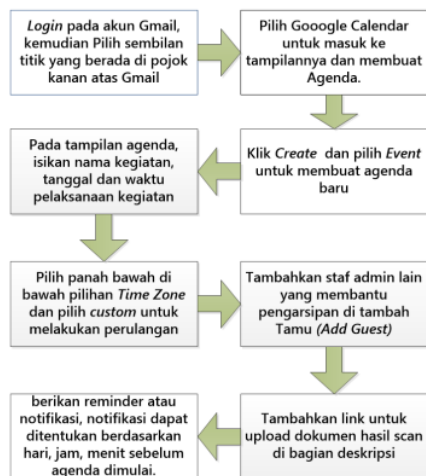 Login pada akun Gmail,
kemudian Pilih sembilan
titik yang berada di pojok
kanan atas Gmail
Pilih Gooogle Calendar
untuk masuk ke
tampilannya dan membuat
Agenda.
Klik Create dan pilih Event
untuk membuat agenda
baru
Pada tampilan agenda,
isikan nama kegiatan,
tanggal dan waktu
pelaksanaan kegiatan
Pilih panah bawah di
bawah pilihan Time Zone
dan pilih custom untuk
melakukan perulangan
Tambahkan staf admin lain
yang membantu
pengarsipan di tambah
Tamu (Add Guest)
Tambahkan link untuk
upload dokumen hasil scan
di bagian deskripsi
berikan reminder atau
notifikasi, notifikasi dapat
ditentukan berdasarkan
hari, jam, menit sebelum
agenda dimulai.